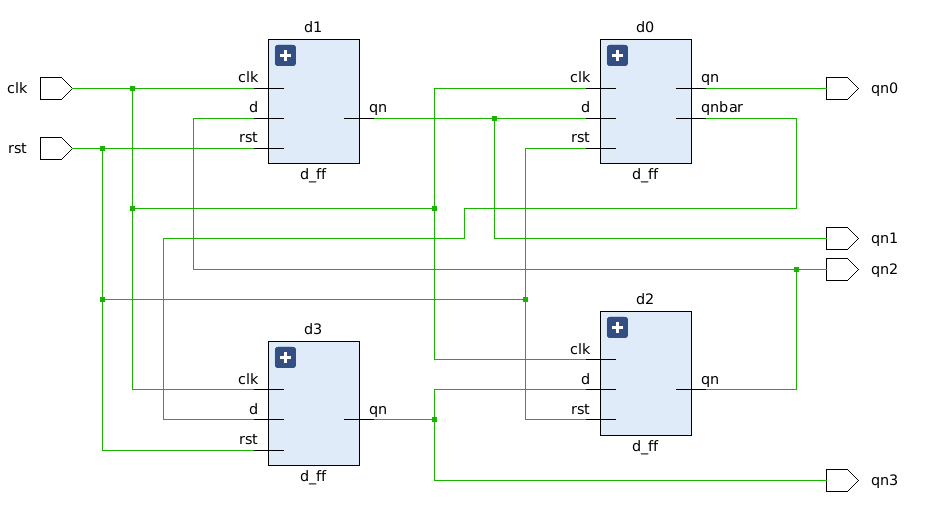 d1
d0
clk
clk
clk
qn
qn0
d
qn
d
qnbar
rst
rst
rst
d_ff
d_ff
qn1
qn2
d2
d3
clk
clk
d
qn
d
qn
rst
rst
d_ff
d_ff
qn3